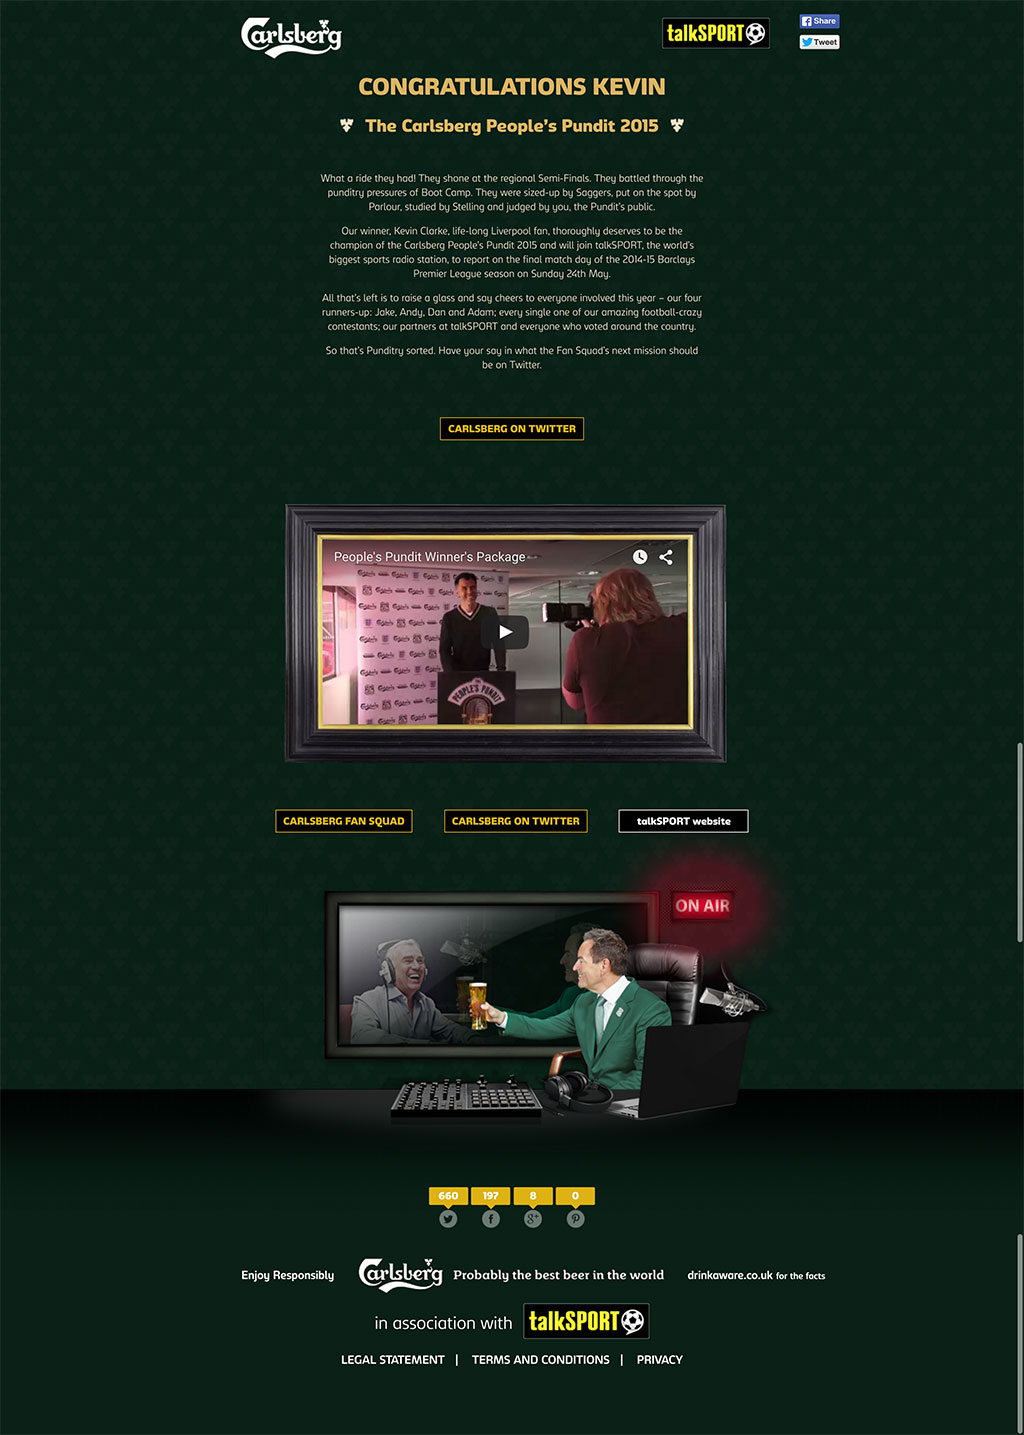 Carlsberg
talkSPORT
Share
Tweet
CONGRATULATIONS KEVIN
The Carlsberg People's Pundit 2015
What a ride they had! They shone at the regional Semi-Finals. They battled through the
punditry pressures of Boot Camp. They were sized-up by Saggers, put on the spot by
Parlour, studied by Stelling and judged by you, the Pundit's public.
Our winner, Kevin Clarke, life-long Liverpool fan, thoroughly deserves to be the
champion of the Carlsberg People's Pundit 2015 and will join talkSPORT, the world's
biggest sports radio station, to report on the final match day of the 2014-15 Barclays
Premier League season on Sunday 24th May.
All that's left is to raise a glass and say cheers to everyone involved this year – our four
runners-up: Jake, Andy, Dan and Adam; every single one of our amazing football-crazy
contestants; our partners at talkSPORT and everyone who voted around the country.
So that's Punditry sorted. Have your say in what the Fan Squad's next mission should
be on Twitter.
CARLSBERG ON TWITTER
People's Pundit Winner's Package
THE
PEOPLE'S PUNDIT
CARLSBERG FAN SQUAD
CARLSBERG ON TWITTER
talkSPORT website
ON AIR
660 197 8 0
Enjoy Responsibly
Carlsberg
Probably the best beer in the world
drinkaware.co.uk for the facts
in association with talkSPORT
LEGAL STATEMENT | TERMS AND CONDITIONS | PRIVACY